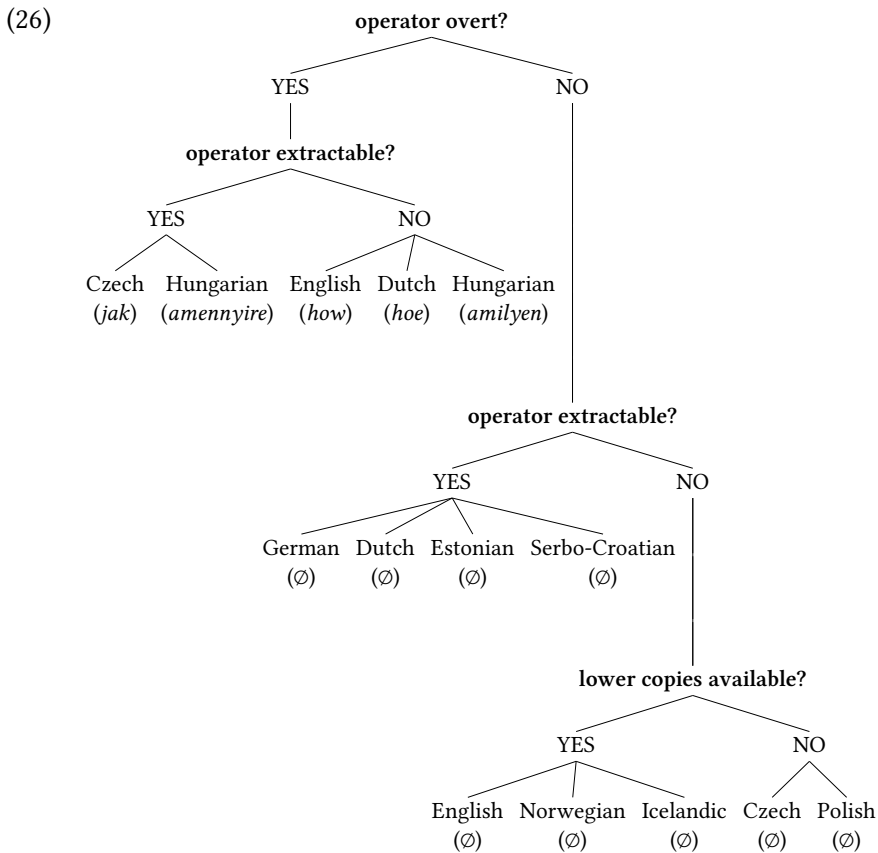 (26)
operator overt?
YES NO
operator extractable?
YES NO
Czech Hungarian English Dutch Hungarian
(jak) (amennyire) (how) (hoe) (amilyen)
operator extractable?
YES NO
German Dutch Estonian Serbo-Croatian
(∅) (∅) (∅) (∅)
lower copies available?
YES NO
English Norwegian Icelandic Czech Polish
(∅) (∅) (∅) (∅) (∅)